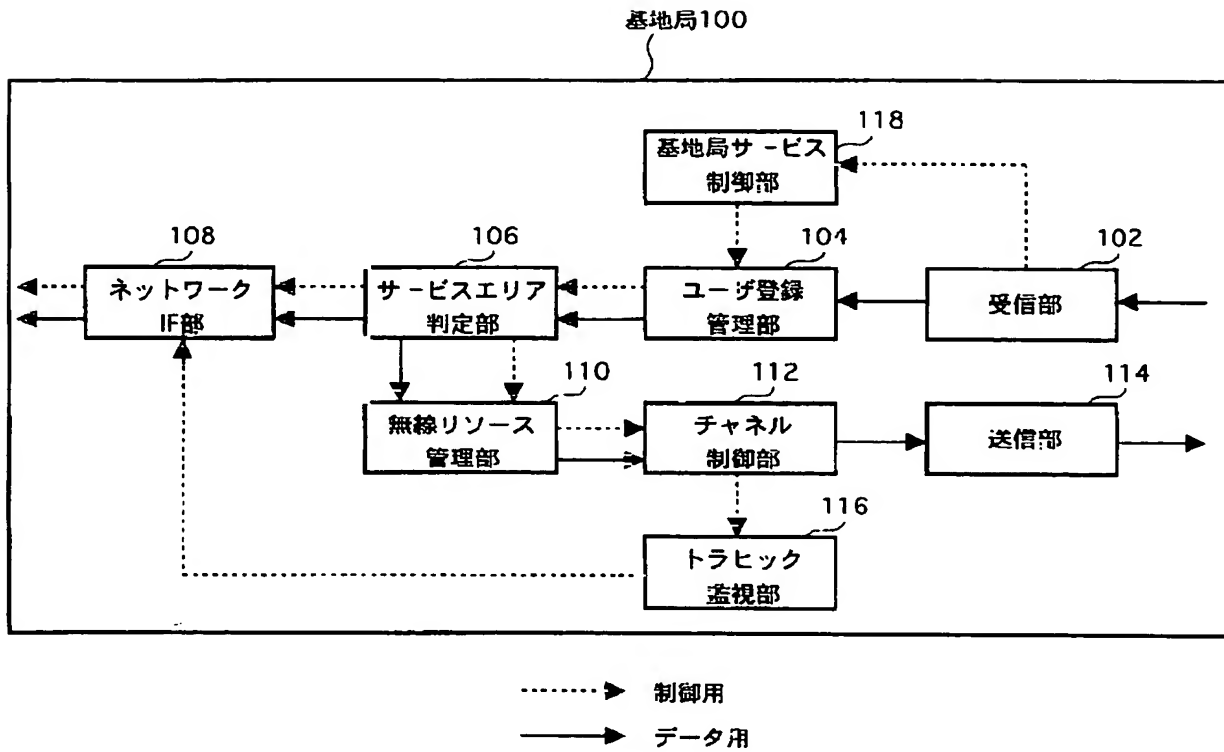 基地局100
118
基地局サービス
制御部
108
106
104
102
ネットワーク
IF部
サービスエリア
判定部
ユーザ登録
管理部
受信部
110
112
114
無線リソース
管理部
チャネル
制御部
送信部
116
トラヒック
監視部
制御用
データ用